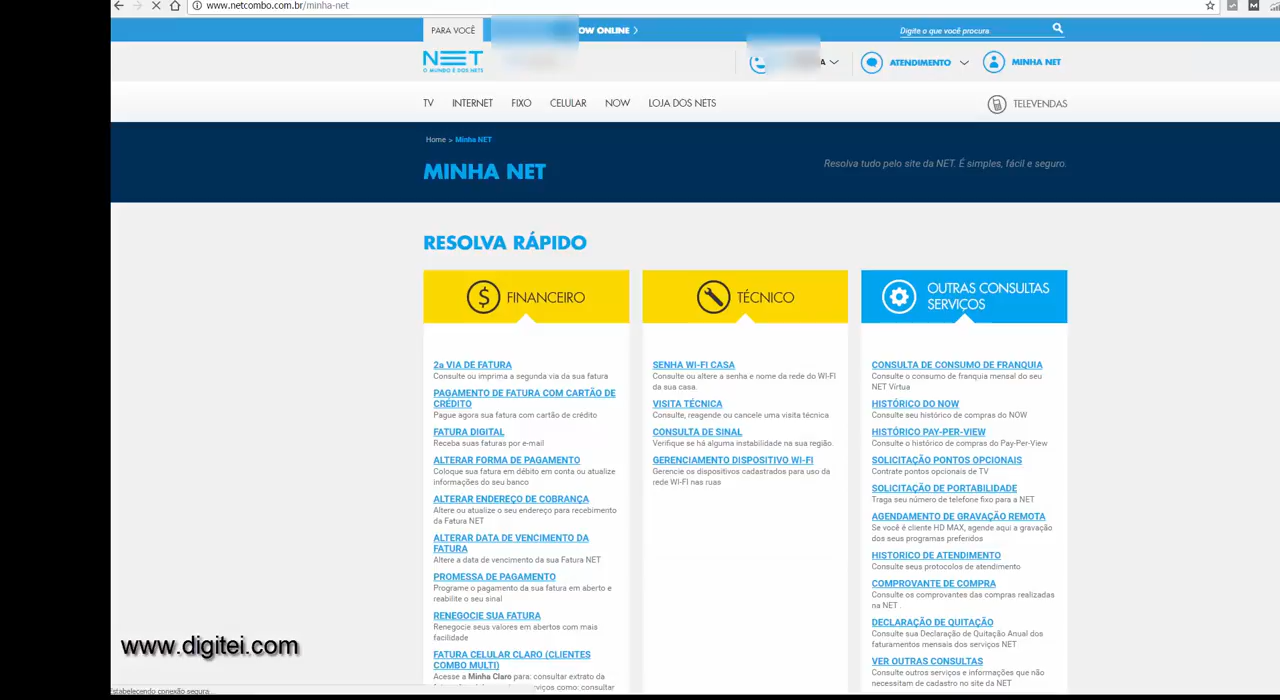 www.netcombo.com.br/minha-net
PARA VOCÊ
OW ONLINE >
Digite o que você procura.
NET
O MUNDO É DOS NETS
A
ATENDIMENTO
MINHA NET
TV
INTERNET
FIXO
CELULAR
NOW
LOJA DOS NETS
TELEVENDAS
Home > Minha NET
MINHA NET
Resolva tudo pelo site da NET. É simples, fácil e seguro.
RESOLVA RÁPIDO
FINANCEIRO
2a VIA DE FATURA
Consulte ou imprima a segunda via da sua fatura
PAGAMENTO DE FATURA COM CARTÃO DE
CRÉDITO
Pague agora sua fatura com cartão de crédito
FATURA DIGITAL
Receba suas faturas por e-mail
ALTERAR FORMA DE PAGAMENTO
Coloque sua fatura em débito em conta ou atualize
informações do seu banco
ALTERAR ENDEREÇO DE COBRANÇA
Altere ou atualize o seu endereço para recebimento
da Fatura NET
ALTERAR DATA DE VENCIMENTO DA
FATURA
Altere a data de vencimento da sua Fatura NET
PROMESSA DE PAGAMENTO
Programe o pagamento da sua fatura em aberto e
reabilite o seu sinal
RENEGOCIE SUA FATURA
Renegocie seus valores em abertos com mais
facilidade
FATURA CELULAR CLARO (CLIENTES
COMBO MULTI)
Acesse a Minha Claro para: consultar extrato da
serviços como: consultar
TÉCNICO
SENHA WI-FI CASA
Consulte ou altere a senha e nome da rede do WI-FI
da sua casa.
VISITA TÉCNICA
Consulte, reagende ou cancele uma visita técnica
CONSULTA DE SINAL
Verifique se há alguma instabilidade na sua região.
GERENCIAMENTO DISPOSITIVO WI-FI
Gerencie os dispositivos cadastrados para uso da
rede WI-FI nas ruas
OUTRAS CONSULTAS
SERVIÇOS
CONSULTA DE CONSUMO DE FRANQUIA
Consulte o consumo de franquia mensal do seu
NET Vírtua
HISTÓRICO DO NOW
Consulte seu histórico de compras do NOW
HISTÓRICO PAY-PER-VIEW
Consulte o histórico de compras do Pay-Per-View
SOLICITAÇÃO PONTOS OPCIONAIS
Contrate pontos opcionais de TV
SOLICITAÇÃO DE PORTABILIDADE
Traga seu número de telefone fixo para a NET
AGENDAMENTO DE GRAVAÇÃO REMOTA
Se você é cliente HD MAX, agende aqui a gravação
dos seus programas preferidos
HISTORICO DE ATENDIMENTO
Consulte seus protocolos de atendimento
COMPROVANTE DE COMPRA
Consulte os comprovantes das compras realizadas
na NET
DECLARAÇÃO DE QUITAÇÃO
Consulte sua Declaração de Quitação Anual dos
faturamentos mensais dos serviços NET
VER OUTRAS CONSULTAS
Consulte outros serviços e informações que não
necessitam de cadastro no site da NET
www.digitei.com
Estabelecendo conexão segura...